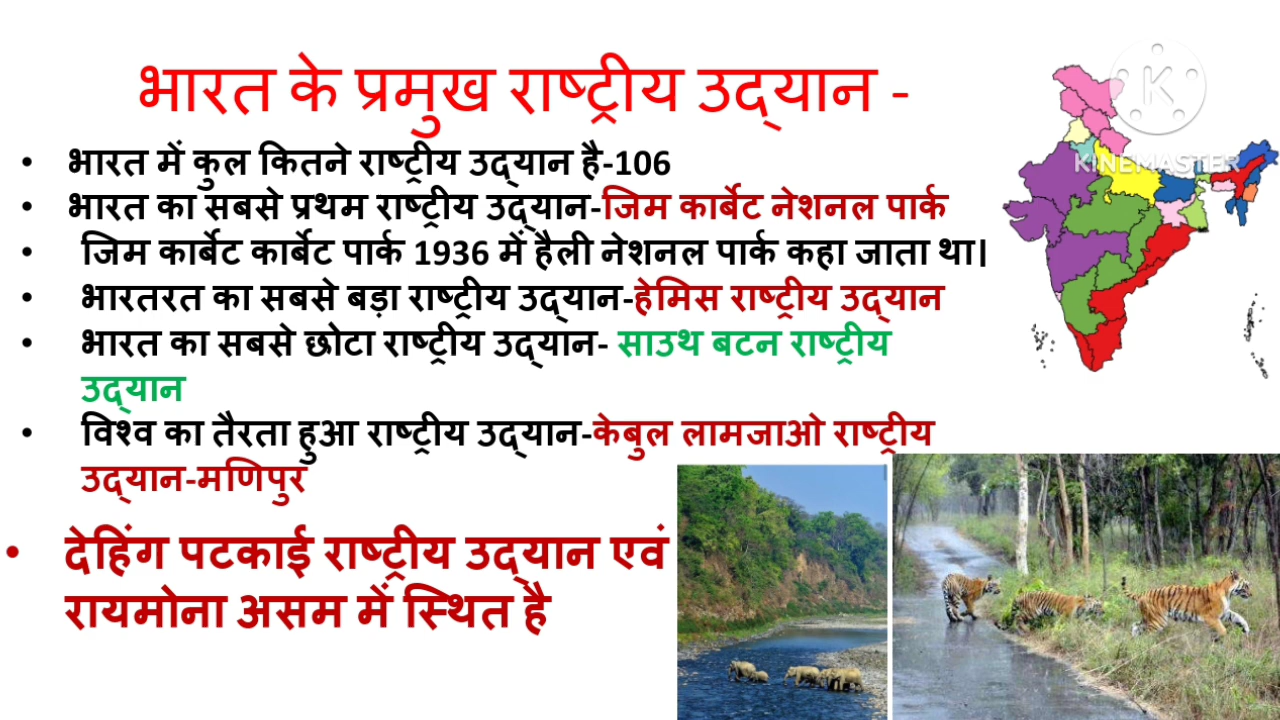 भारत के प्रमुख राष्ट्रीय उद्यान -
• भारत में कुल कितने राष्ट्रीय उद्यान है-106
• भारत का सबसे प्रथम राष्ट्रीय उद्यान-जिम कार्बेट नेशनल पार्क
• जिम कार्बेट कार्बेट पार्क 1936 में हैली नेशनल पार्क कहा जाता था।
• भारतरत का सबसे बड़ा राष्ट्रीय उद्यान-हेमिस राष्ट्रीय उद्यान
• भारत का सबसे छोटा राष्ट्रीय उद्यान- साउथ बटन राष्ट्रीय
उद्यान
• विश्व का तैरता हुआ राष्ट्रीय उद्यान-केबुल लामजाओ राष्ट्रीय
उद्यान-मणिपुर
• देहिंग पटकाई राष्ट्रीय उद्यान एवं
रायमोना असम में स्थित है
K
KINEMASTER